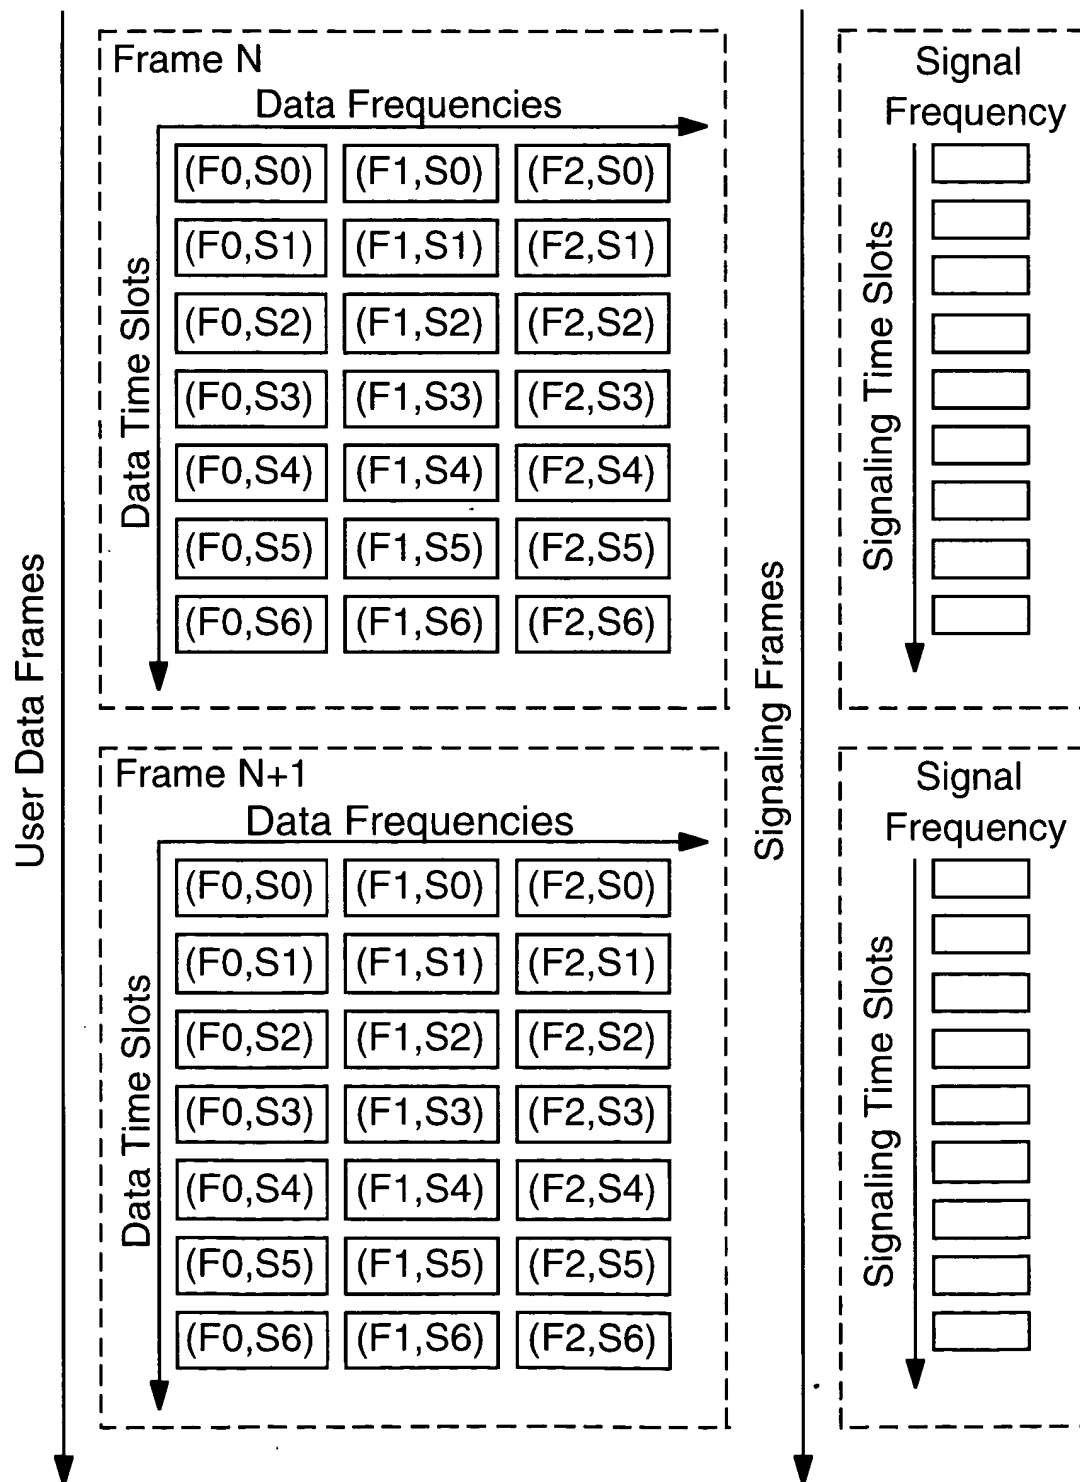 User Data Frames
Frame N
Data Frequencies
Data Time Slots
(F0,S0) (F1,S0) (F2,S0)
(F0,S1) (F1,S1) (F2,S1)
(F0,S2) (F1,S2) (F2,S2)
(F0,S3) (F1,S3) (F2,S3)
(F0,S4) (F1,S4) (F2,S4)
(F0,S5) (F1,S5) (F2,S5)
(F0,S6) (F1,S6) (F2,S6)
Frame N+1
Data Frequencies
Data Time Slots
(F0,S0) (F1,S0) (F2,S0)
(F0,S1) (F1,S1) (F2,S1)
(F0,S2) (F1,S2) (F2,S2)
(F0,S3) (F1,S3) (F2,S3)
(F0,S4) (F1,S4) (F2,S4)
(F0,S5) (F1,S5) (F2,S5)
(F0,S6) (F1,S6) (F2,S6)
Signaling Frames
Signal
Frequency
Signaling Time Slots
Signal
Frequency
Signaling Time Slots